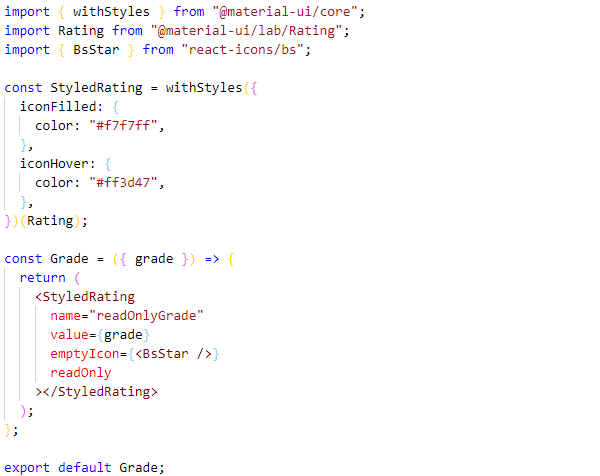 import { withStyles } from "@material-ui/core";
import Rating from "@material-ui/lab/Rating";
import { BsStar } from "react-icons/bs";

const StyledRating = withStyles({
  iconFilled: {
    color: "#f7f7ff",
  },
  iconHover: {
    color: "#ff3d47",
  },
})(Rating);

const Grade = ({ grade }) => {
  return (
    <StyledRating
      name="readOnlyGrade"
      value={grade}
      emptyIcon={<BsStar />}
      readOnly
    ></StyledRating>
  );
};

export default Grade;